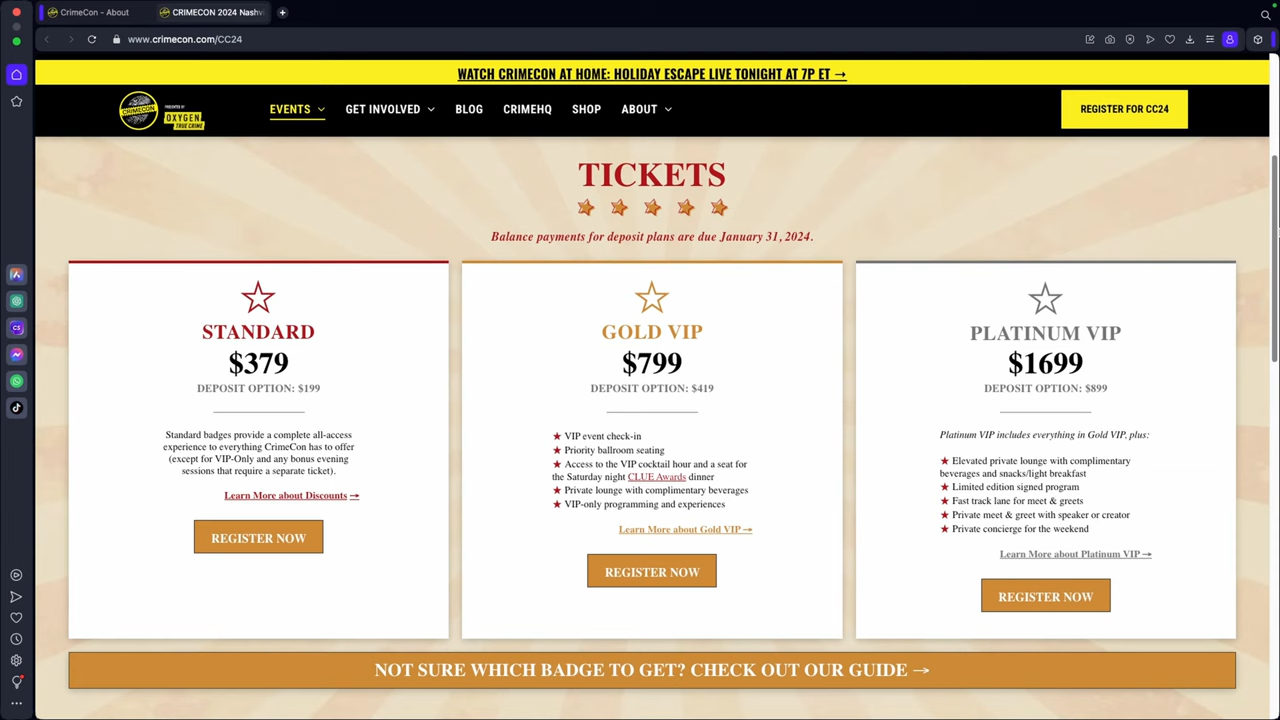 CrimeCon - About
CRIMECON 2024 Nashv
www.crimecon.com/CC24
WATCH CRIMECON AT HOME: HOLIDAY ESCAPE LIVE TONIGHT AT 7P ET →
CRIMECON
PRESENTED BY
OXYGEN
TRUE CRIME
EVENTS
GET INVOLVED
BLOG
CRIMEHQ
SHOP
ABOUT
REGISTER FOR CC24
TICKETS
Balance payments for deposit plans are due January 31, 2024.
STANDARD
$379
DEPOSIT OPTION: $199
Standard badges provide a complete all-access
experience to everything CrimeCon has to offer
(except for VIP-Only and any bonus evening
sessions that require a separate ticket).
Learn More about Discounts →
REGISTER NOW
GOLD VIP
$799
DEPOSIT OPTION: $419
★ VIP event check-in
★ Priority ballroom seating
★ Access to the VIP cocktail hour and a seat for
the Saturday night CLUE Awards dinner
★ Private lounge with complimentary beverages
★ VIP-only programming and experiences
Learn More about Gold VIP →
REGISTER NOW
PLATINUM VIP
$1699
DEPOSIT OPTION: $899
Platinum VIP includes everything in Gold VIP, plus:
★ Elevated private lounge with complimentary
beverages and snacks/light breakfast
★ Limited edition signed program
★ Fast track lane for meet & greets
★ Private meet & greet with speaker or creator
★ Private concierge for the weekend
Learn More about Platinum VIP →
REGISTER NOW
NOT SURE WHICH BADGE TO GET? CHECK OUT OUR GUIDE →